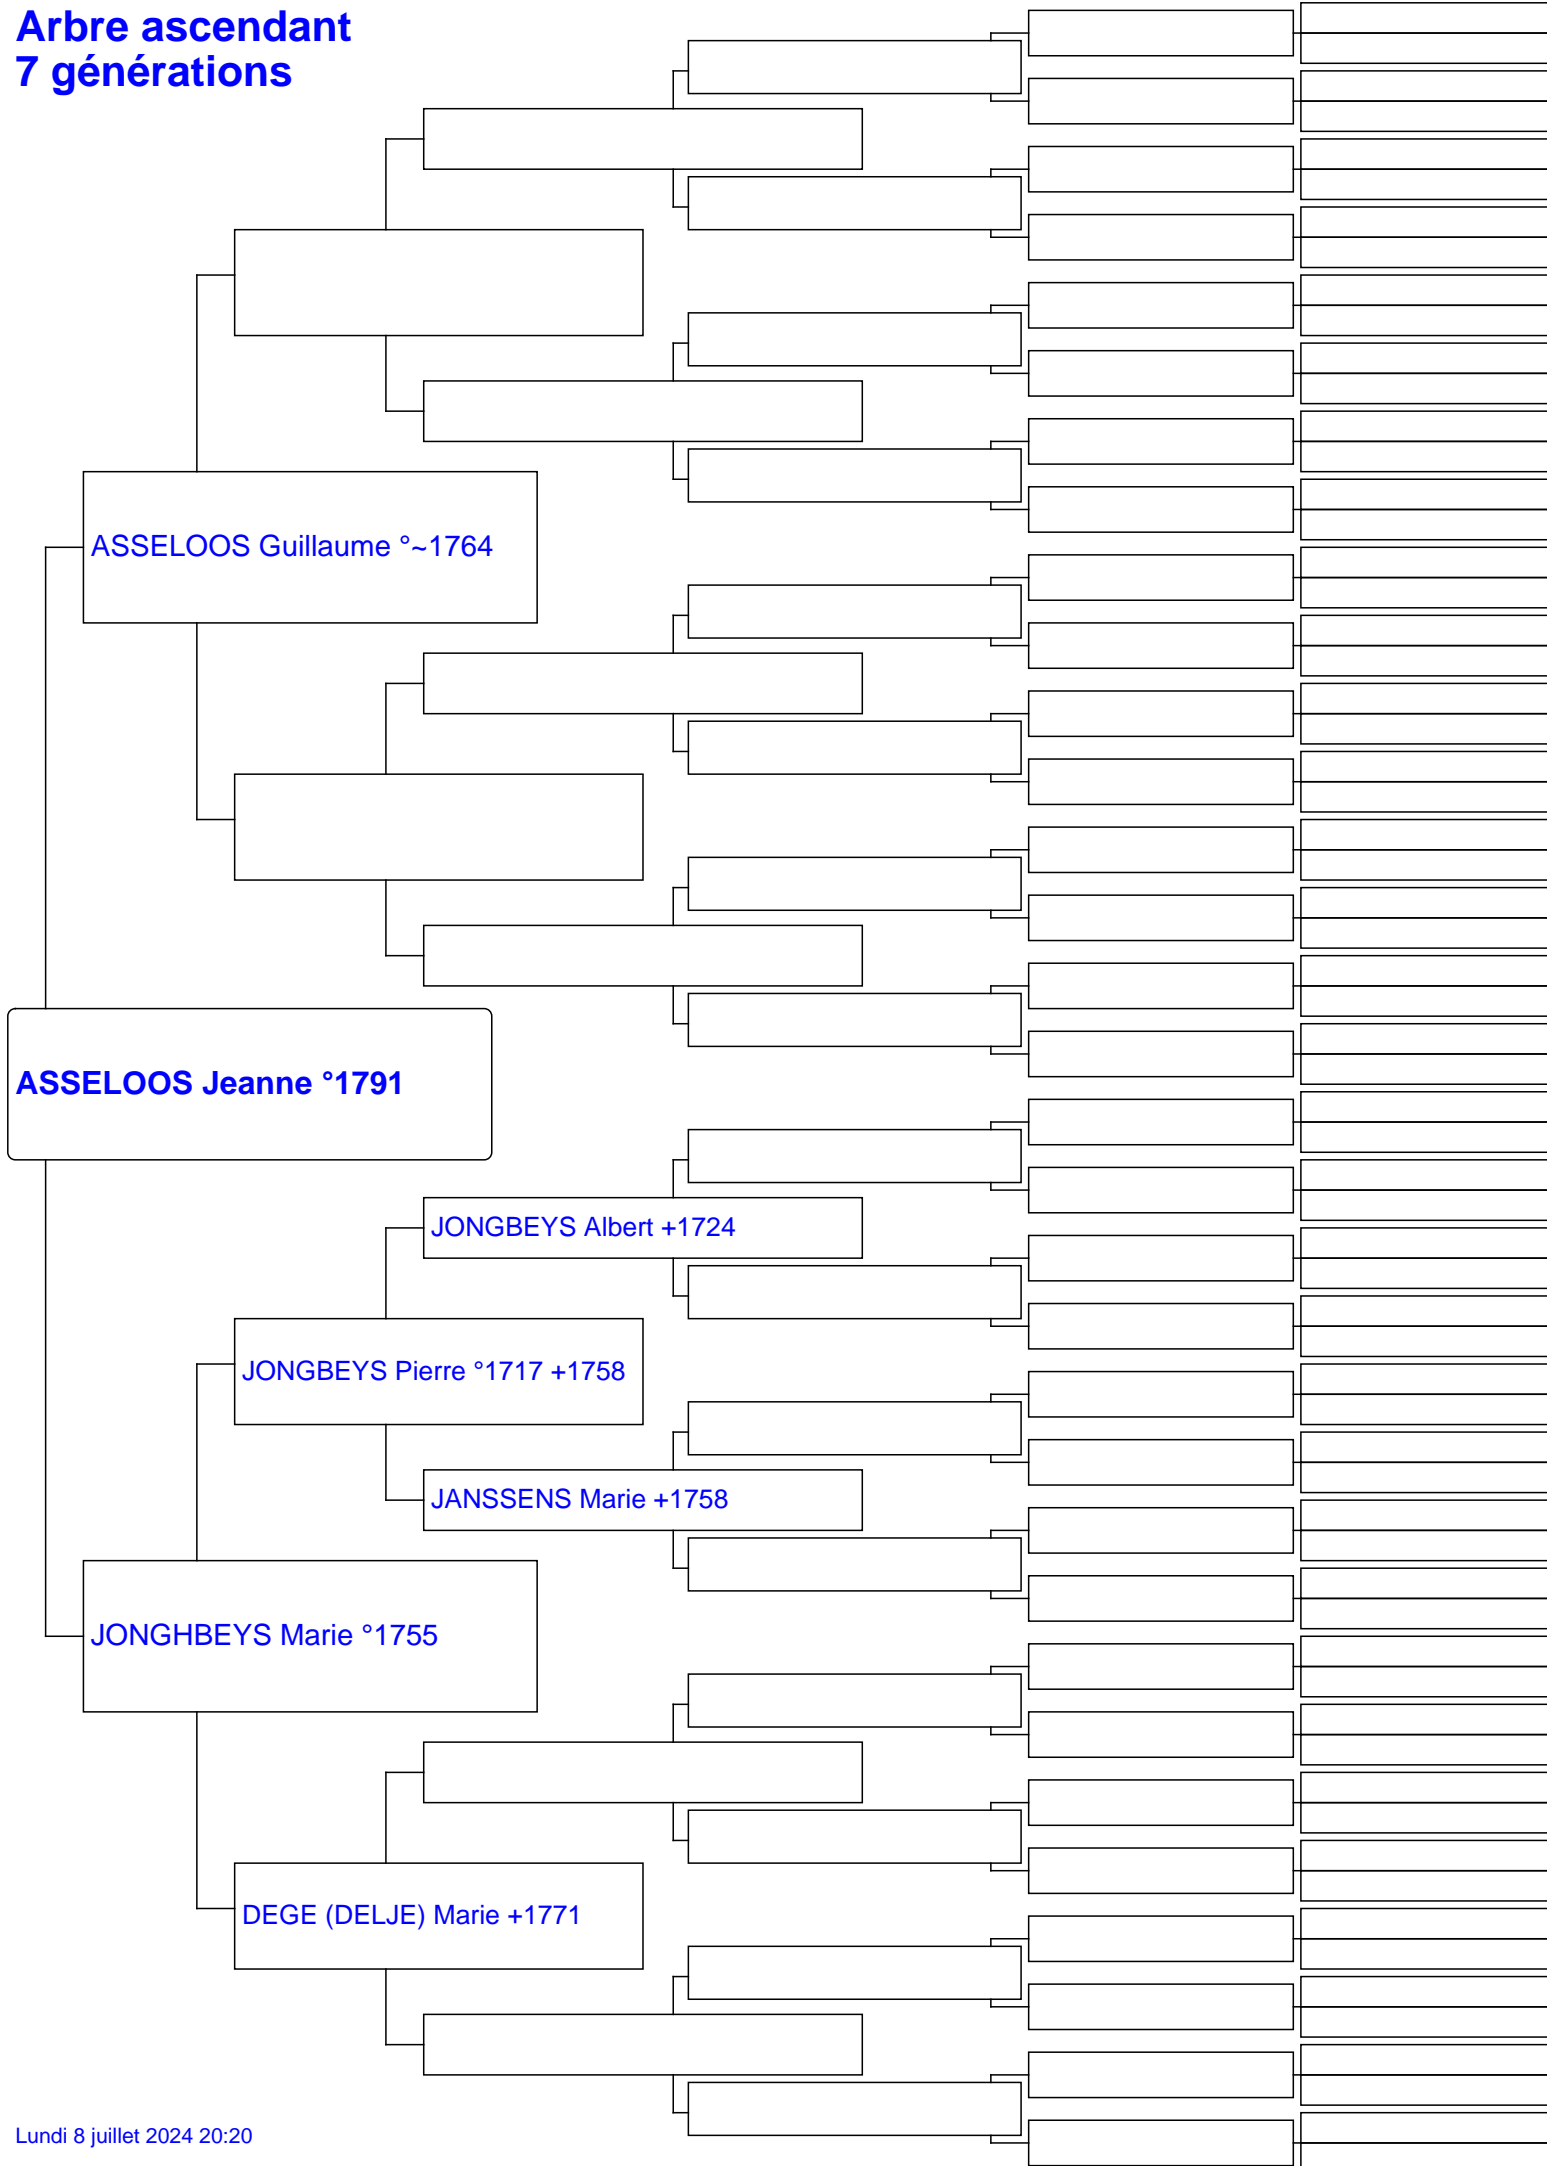 Arbre ascendant
7 générations
ASSELOOS Guillaume °~1764
ASSELOOS Jeanne °1791
JONGBEYS Albert +1724
JONGBEYS Pierre °1717 +1758
JANSSENS Marie +1758
JONGHBEYS Marie °1755
DEGE (DELJE) Marie +1771
Lundi 8 juillet 2024 20:20